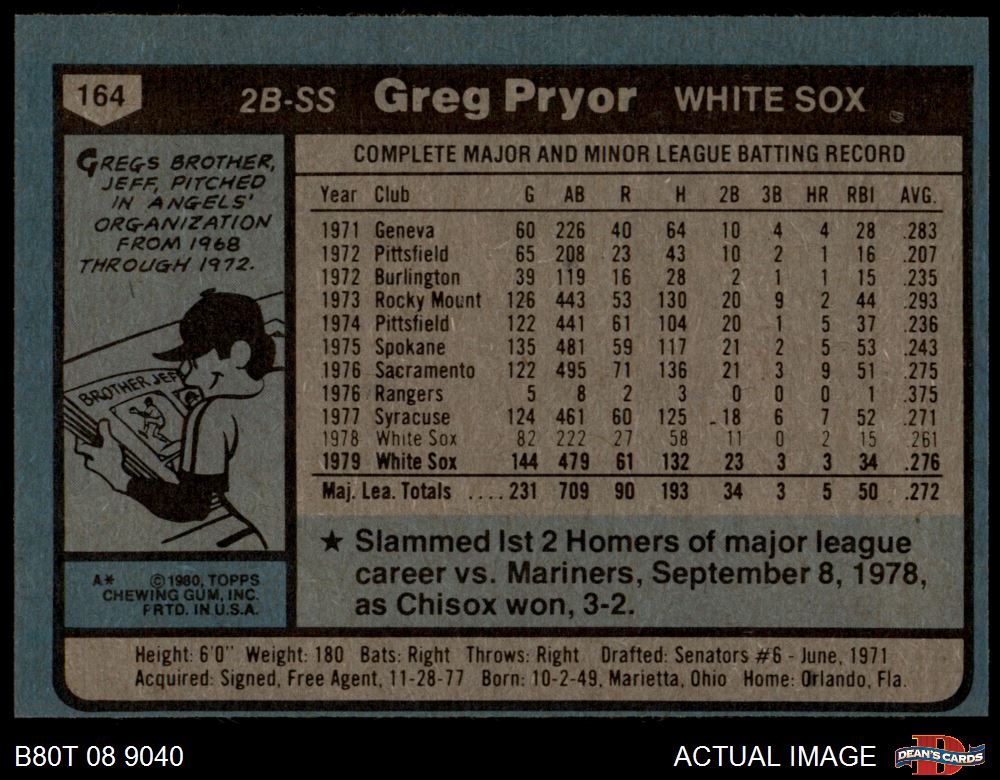 164 2B-SS Greg Pryor WHITE SOX
GREGS BROTHER,
JEFF, PITCHED
IN ANGELS'
ORGANIZATION
FROM 1968
THROUGH 1972.
BROTHER JEFF
A* ©1980, TOPPS
CHEWING GUM, INC.
PRTD. IN U.S.A.
COMPLETE MAJOR AND MINOR LEAGUE BATTING RECORD
Year Club G AB R H 2B 3B HR RBI AVG.
1971 Geneva 60 226 40 64 10 4 4 28 .283
1972 Pittsfield 65 208 23 43 10 2 1 16 .207
1972 Burlington 39 119 16 28 2 1 1 15 .235
1973 Rocky Mount 126 443 53 130 20 9 2 44 .293
1974 Pittsfield 122 441 61 104 20 1 5 37 .236
1975 Spokane 135 481 59 117 21 2 5 53 .243
1976 Sacramento 122 495 71 136 21 3 9 51 .275
1976 Rangers 5 8 2 3 0 0 0 1 .375
1977 Syracuse 124 461 60 125 18 6 7 52 .271
1978 White Sox 82 222 27 58 11 0 2 15 .261
1979 White Sox 144 479 61 132 23 3 3 34 .276
Maj. Lea. Totals ....231 709 90 193 34 3 5 50 .272
★ Slammed lst 2 Homers of major league
career vs. Mariners, September 8, 1978,
as Chisox won, 3-2.
Height: 6'0" Weight: 180 Bats: Right Throws: Right Drafted: Senators #6 - June, 1971
Acquired: Signed, Free Agent, 11-28-77 Born: 10-2-49, Marietta, Ohio Home: Orlando, Fla.
B80T 08 9040 ACTUAL IMAGE DEAN'S CARDS